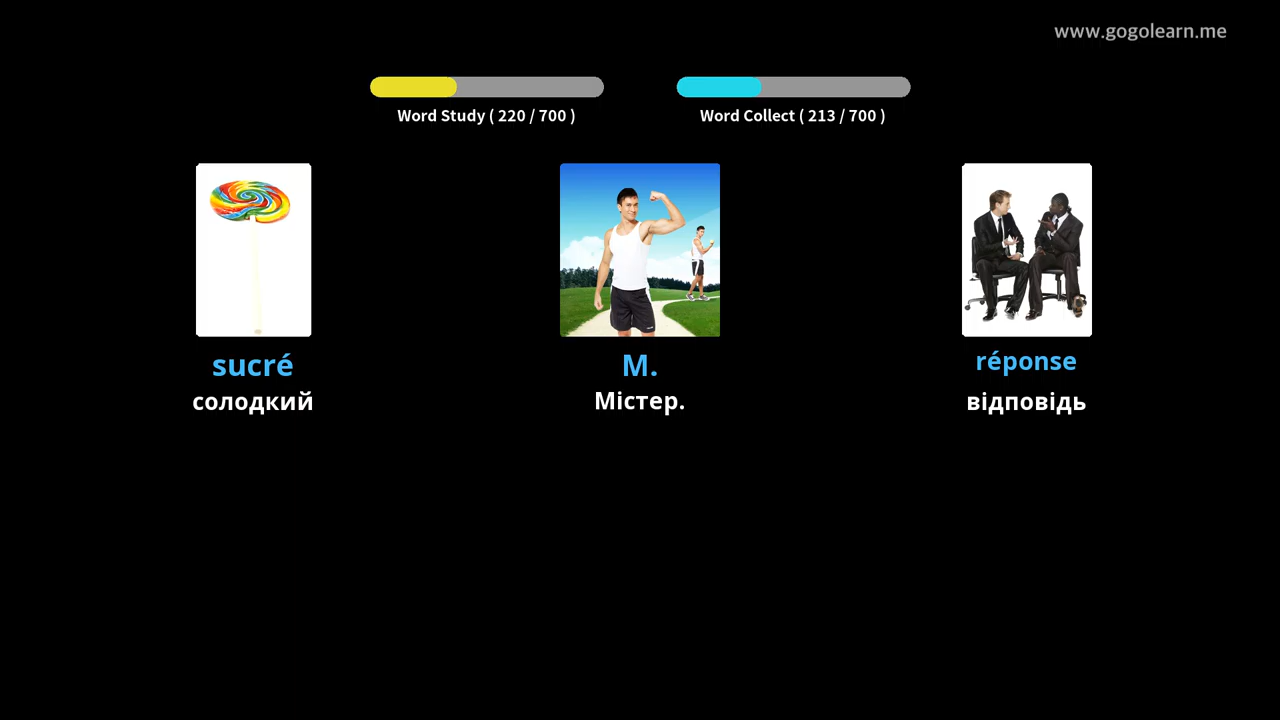 www.gogolearn.me
Word Study ( 220 / 700 )
Word Collect ( 213 / 700 )
sucré
M.
réponse
солодкий
Містер.
відповідь